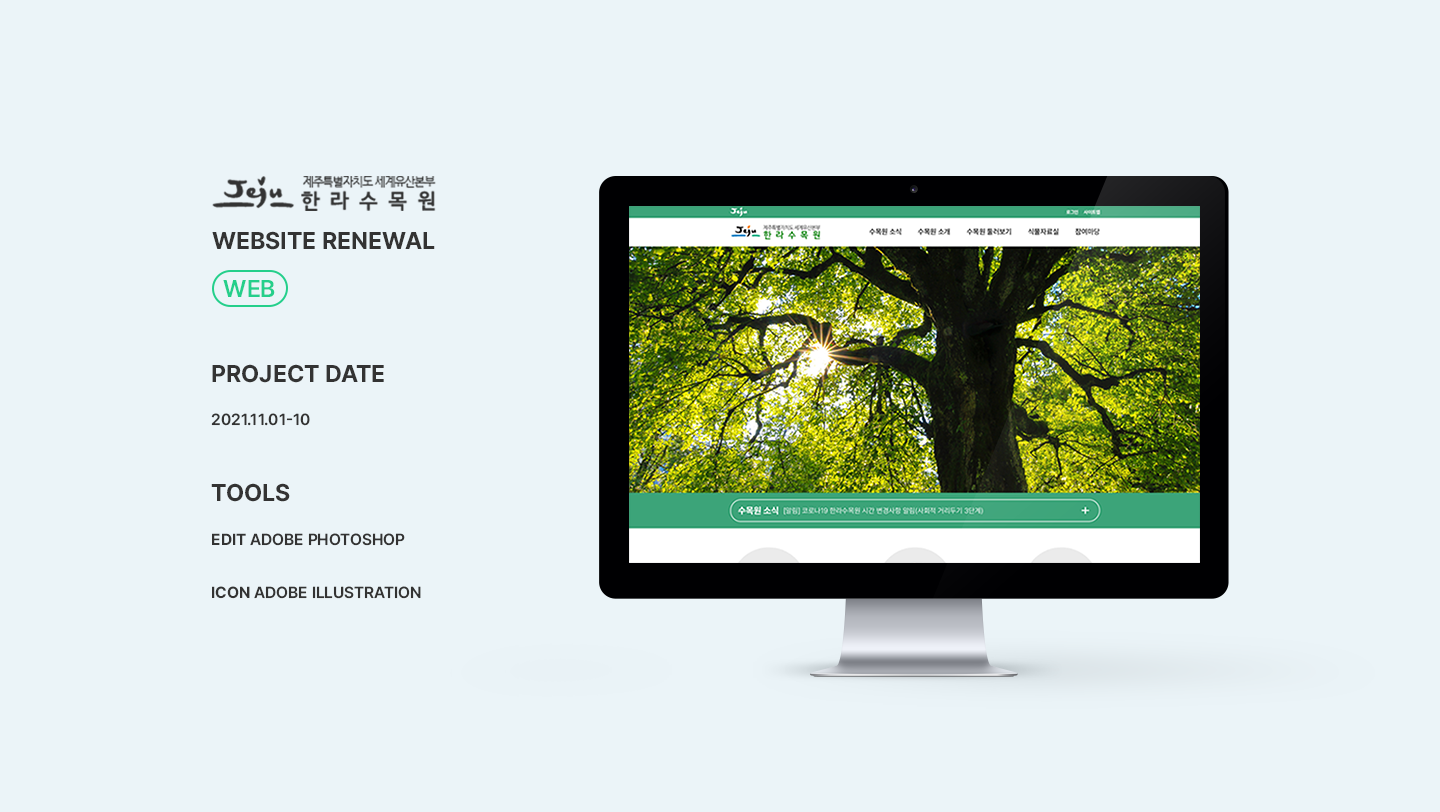 Jeju 제주특별자치도 세계유산본부
한라수목원
WEBSITE RENEWAL
WEB
PROJECT DATE
2021.11.01-10
TOOLS
EDIT ADOBE PHOTOSHOP
ICON ADOBE ILLUSTRATION
Jeju
로그인 사이트맵
Jeju 제주특별자치도 세계유산본부
한라수목원
수목원 소식 수목원 소개 수목원 둘러보기 식물자료실 참여마당
수목원 소식 [알림] 코로나19 한라수목원 시간 변경사항 알림(사회적 거리두기 3단계) +